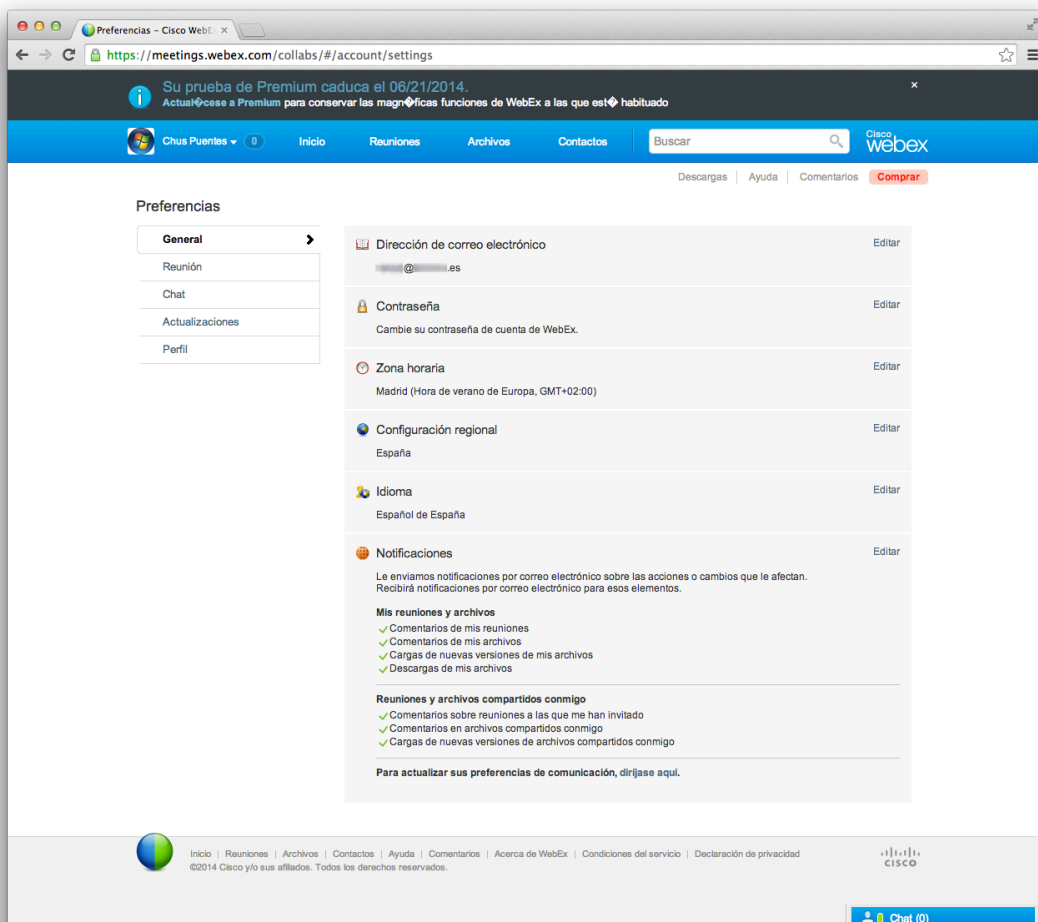 Preferencias – Cisco WebE
https://meetings.webex.com/collabs/#/account/settings
Su prueba de Premium caduca el 06/21/2014.
Actual�cese a Premium para conservar las magn�ficas funciones de WebEx a las que est� habituado
Chus Puentes 0 Inicio Reuniones Archivos Contactos Buscar Cisco webex
Descargas Ayuda Comentarios Comprar
Preferencias
General
Reunión
Chat
Actualizaciones
Perfil
Dirección de correo electrónico Editar
@ .es
Contraseña Editar
Cambie su contraseña de cuenta de WebEx.
Zona horaria Editar
Madrid (Hora de verano de Europa, GMT+02:00)
Configuración regional Editar
España
Idioma Editar
Español de España
Notificaciones Editar
Le enviamos notificaciones por correo electrónico sobre las acciones o cambios que le afectan.
Recibirá notificaciones por correo electrónico para esos elementos.
Mis reuniones y archivos
Comentarios de mis reuniones
Comentarios de mis archivos
Cargas de nuevas versiones de mis archivos
Descargas de mis archivos
Reuniones y archivos compartidos conmigo
Comentarios sobre reuniones a las que me han invitado
Comentarios en archivos compartidos conmigo
Cargas de nuevas versiones de archivos compartidos conmigo
Para actualizar sus preferencias de comunicación, diríjase aquí.
Inicio | Reuniones | Archivos | Contactos | Ayuda | Comentarios | Acerca de WebEx | Condiciones del servicio | Declaración de privacidad
©2014 Cisco y/o sus afiliados. Todos los derechos reservados.
CISCO
Chat (0)